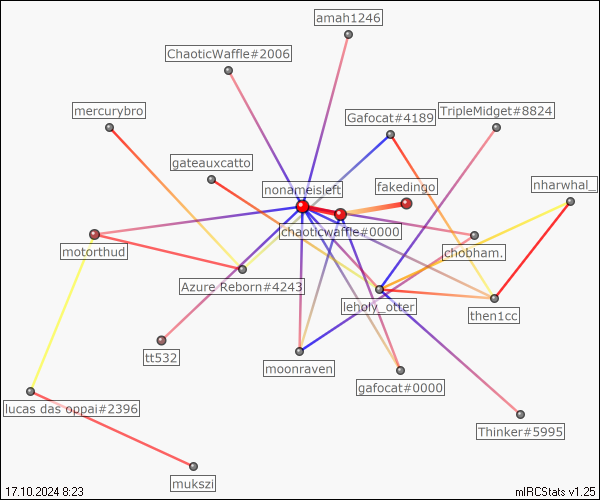 amah1246
ChaoticWaffle#2006
mercurybro
Gafocat#4189
TripleMidget#8824
gateauxcatto
nonameisleft
fakedingo
nharwhal_
chaoticwaffle#0000
motorthud
chobham.
Azure Reborn#4243
leholy_otter
then1cc
tt532
moonraven
gafocat#0000
lucas das oppai#2396
Thinker#5995
mukszi
17.10.2024 8:23
mIRCStats v1.25